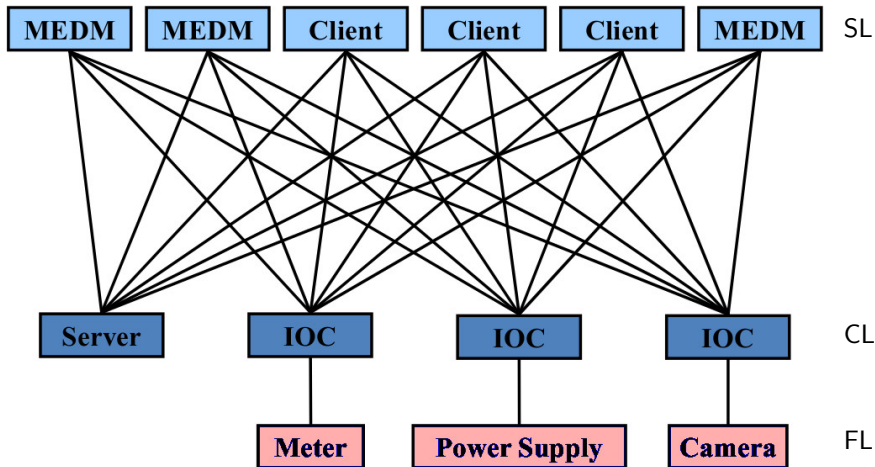 MEDM MEDM Client Client Client MEDM SL
Server IOC IOC IOC CL
Meter Power Supply Camera FL